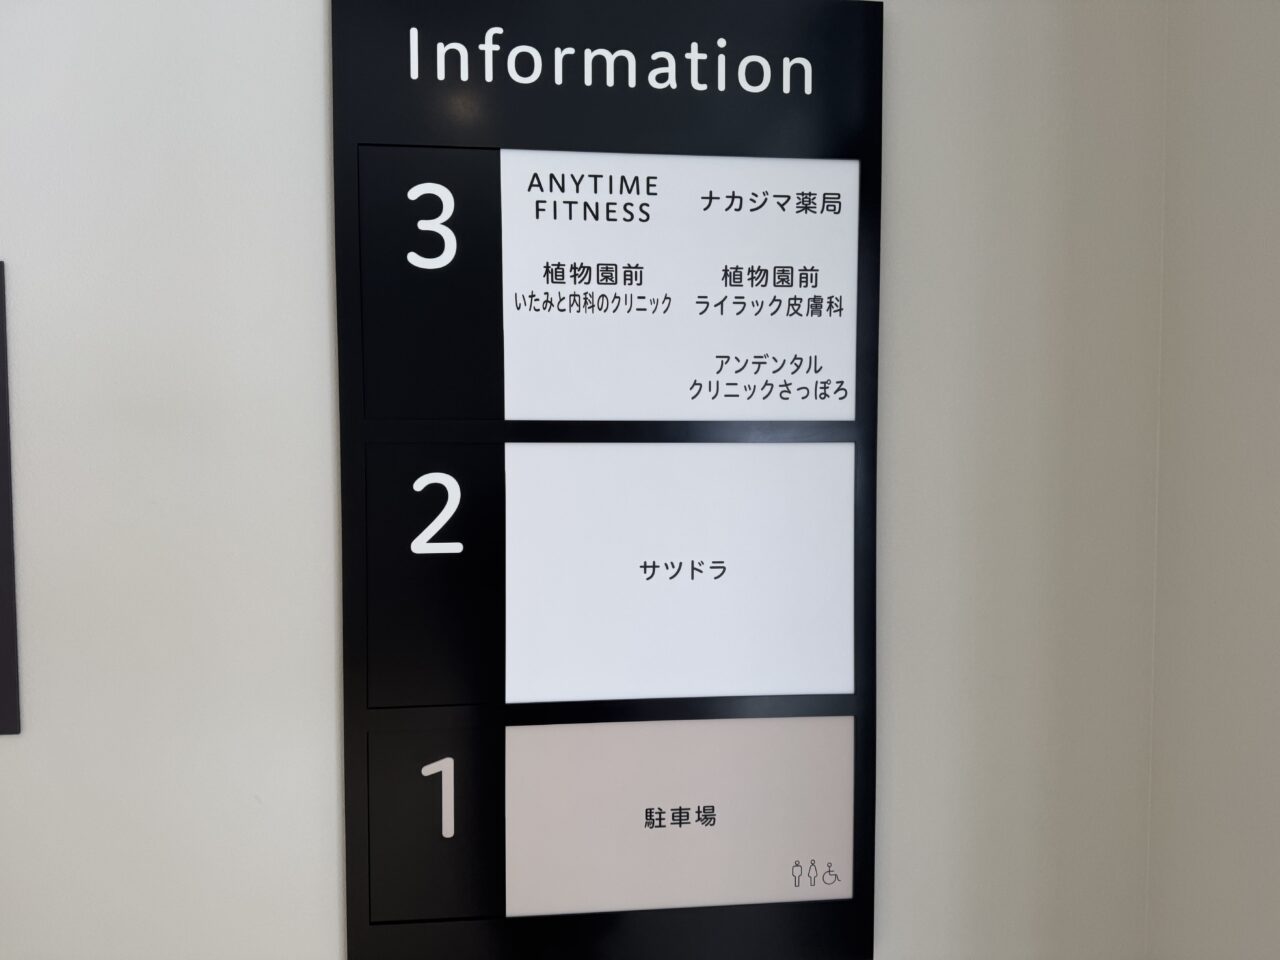 Information
3
ANYTIME
FITNESS
ナカジマ薬局
植物園前
いたみと内科のクリニック
植物園前
ライラック皮膚科
アンデンタル
クリニックさっぽろ
2
サツドラ
1
駐車場